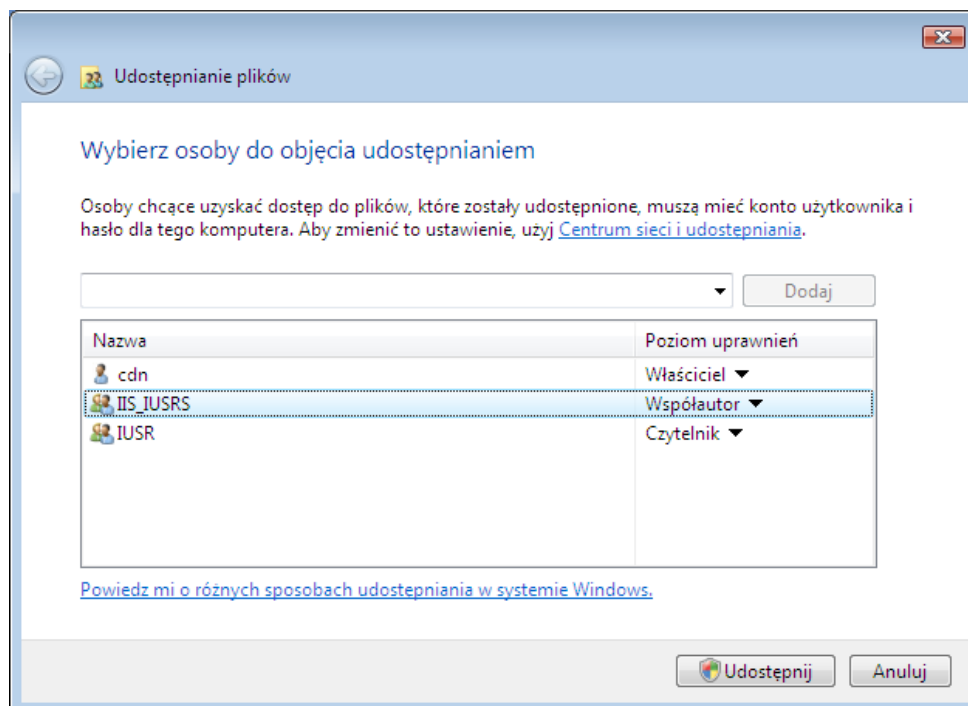 Udostępnianie plików
Wybierz osoby do objęcia udostępnianiem
Osoby chcące uzyskać dostęp do plików, które zostały udostępnione, muszą mieć konto użytkownika i
hasło dla tego komputera. Aby zmienić to ustawienie, użyj Centrum sieci i udostępniania.
Dodaj
Nazwa Poziom uprawnień
cdn Właściciel
IIS_IUSRS Współautor
IUSR Czytelnik
Powiedz mi o różnych sposobach udostępniania w systemie Windows.
Udostępnij Anuluj